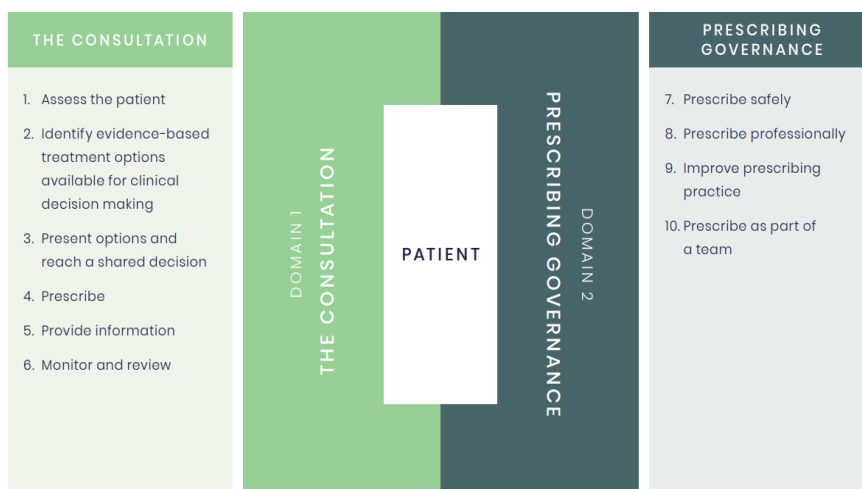 THE CONSULTATION
1. Assess the patient
2. Identify evidence-based
treatment options
available for clinical
decision making
3. Present options and
reach a shared decision
4. Prescribe
5. Provide information
6. Monitor and review
DOMAIN 1
THE CONSULTATION
PATIENT
PRESCRIBING GOVERNANCE
DOMAIN 2
PRESCRIBING
GOVERNANCE
7. Prescribe safely
8. Prescribe professionally
9. Improve prescribing
practice
10. Prescribe as part of
a team